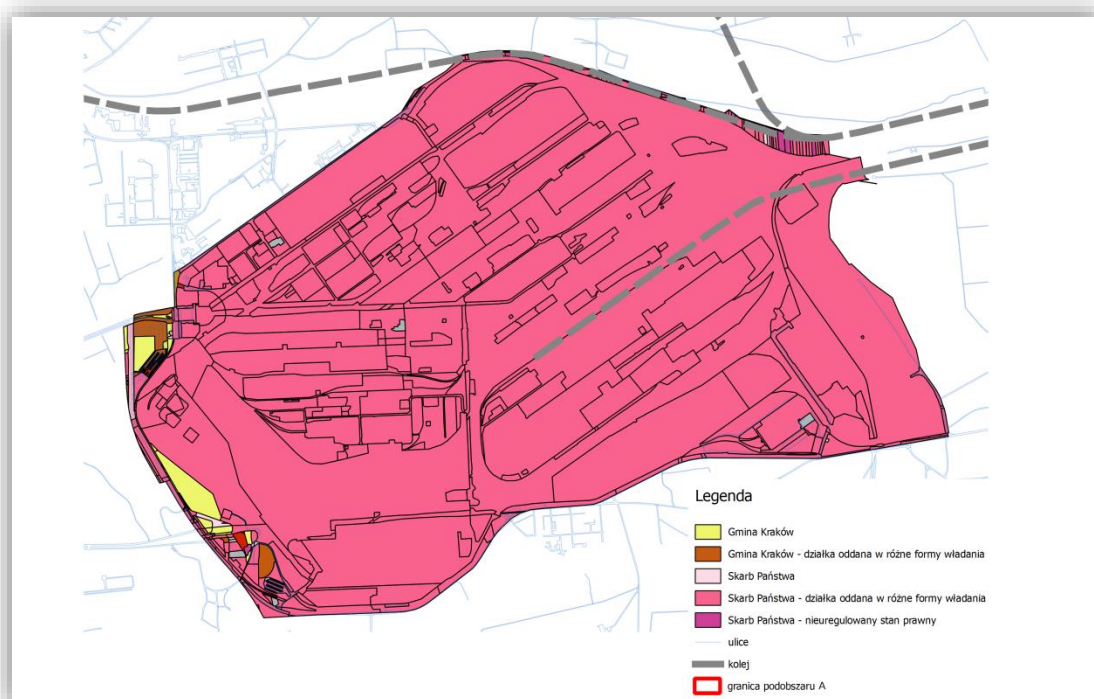 Legenda
Gmina Kraków
Gmina Kraków - działka oddana w różne formy władania
Skarb Państwa
Skarb Państwa - działka oddana w różne formy władania
Skarb Państwa - nieuregulowany stan prawny
ulice
kolej
granica podobszaru A